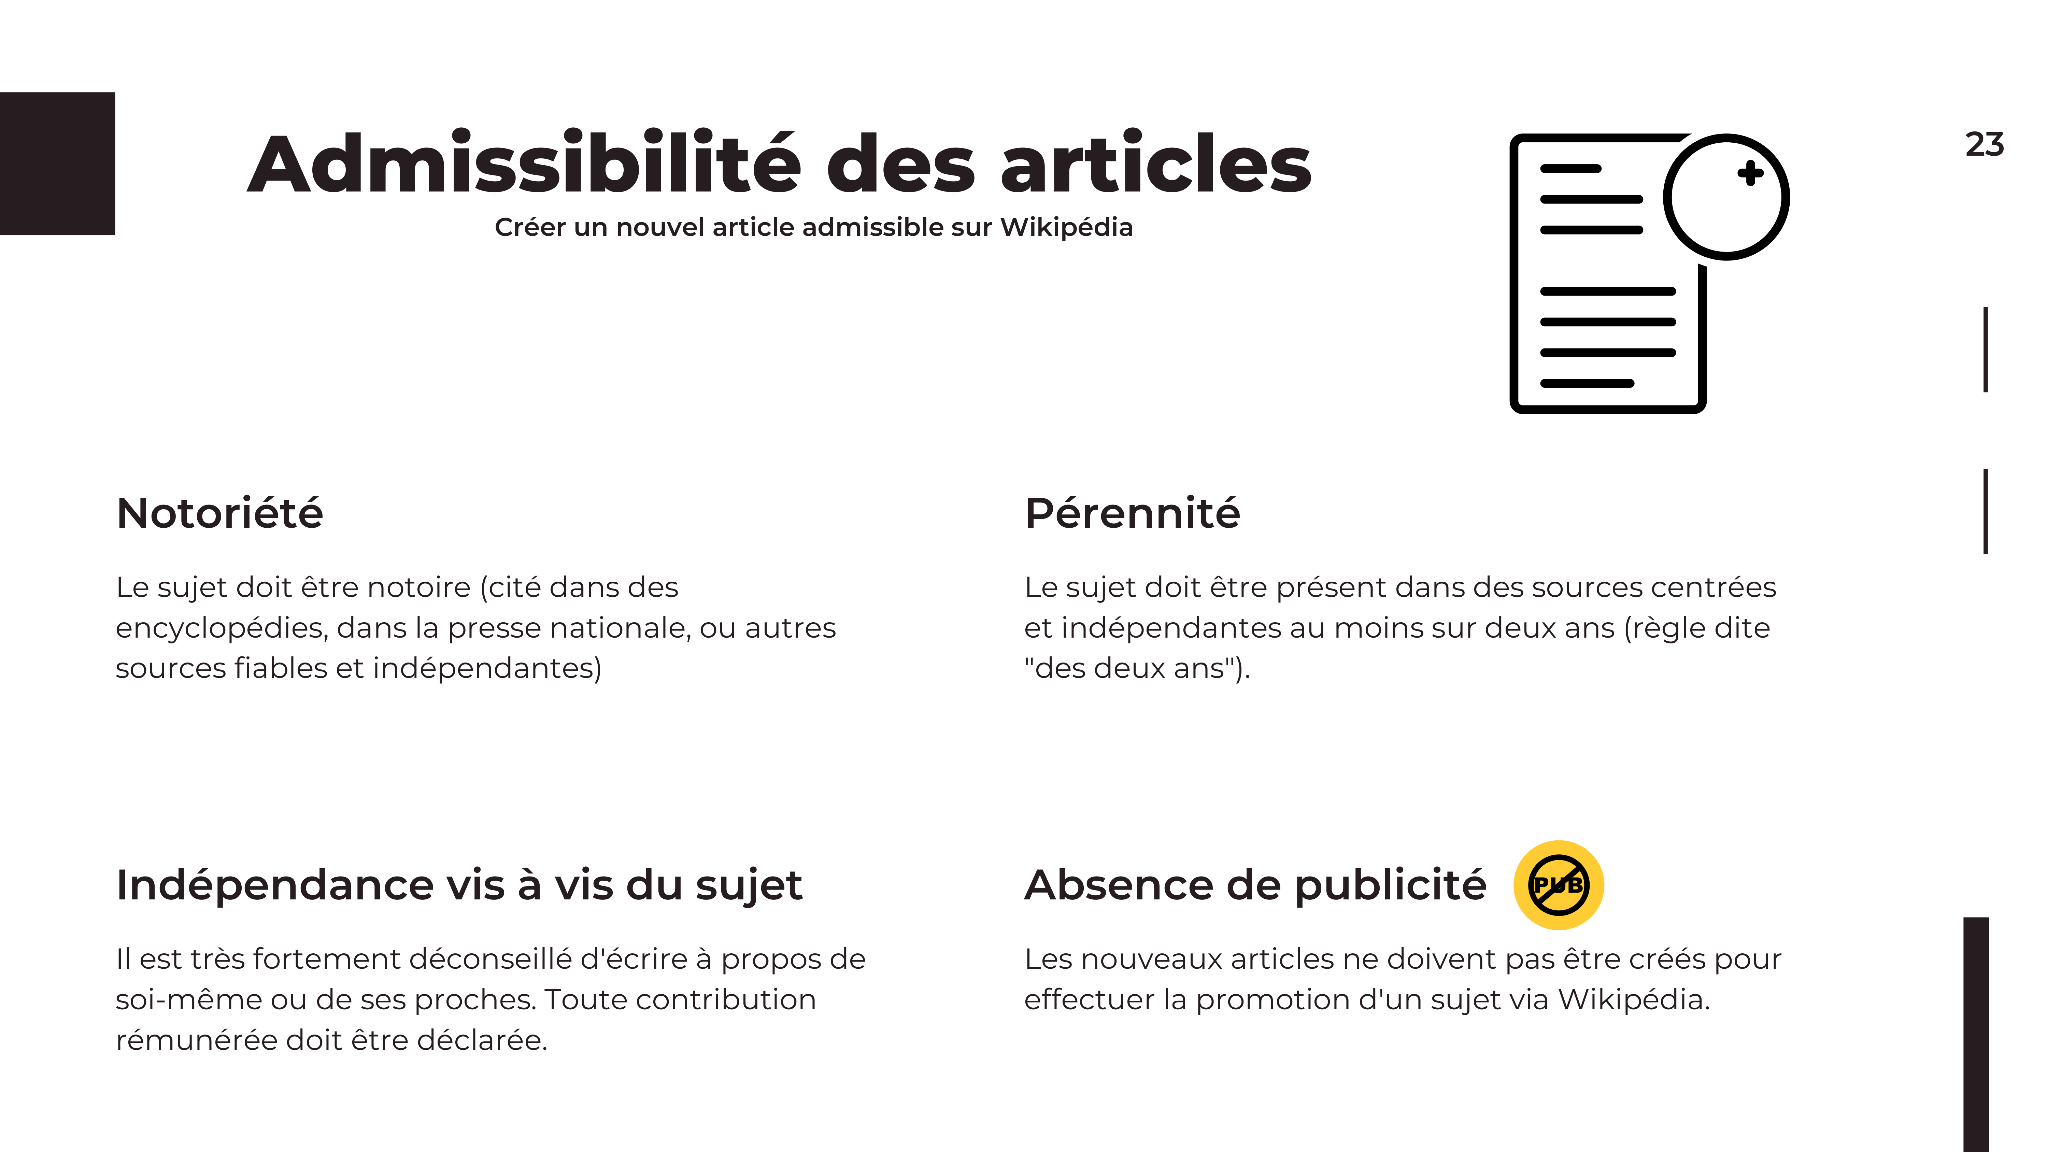 Admissibilité des articles
Créer un nouvel article admissible sur Wikipédia
23
Notoriété
Le sujet doit être notoire (cité dans des
encyclopédies, dans la presse nationale, ou autres
sources fiables et indépendantes)
Pérennité
Le sujet doit être présent dans des sources centrées
et indépendantes au moins sur deux ans (règle dite
"des deux ans").
Indépendance vis à vis du sujet
Il est très fortement déconseillé d'écrire à propos de
soi-même ou de ses proches. Toute contribution
rémunérée doit être déclarée.
Absence de publicité
PUB
Les nouveaux articles ne doivent pas être créés pour
effectuer la promotion d'un sujet via Wikipédia.